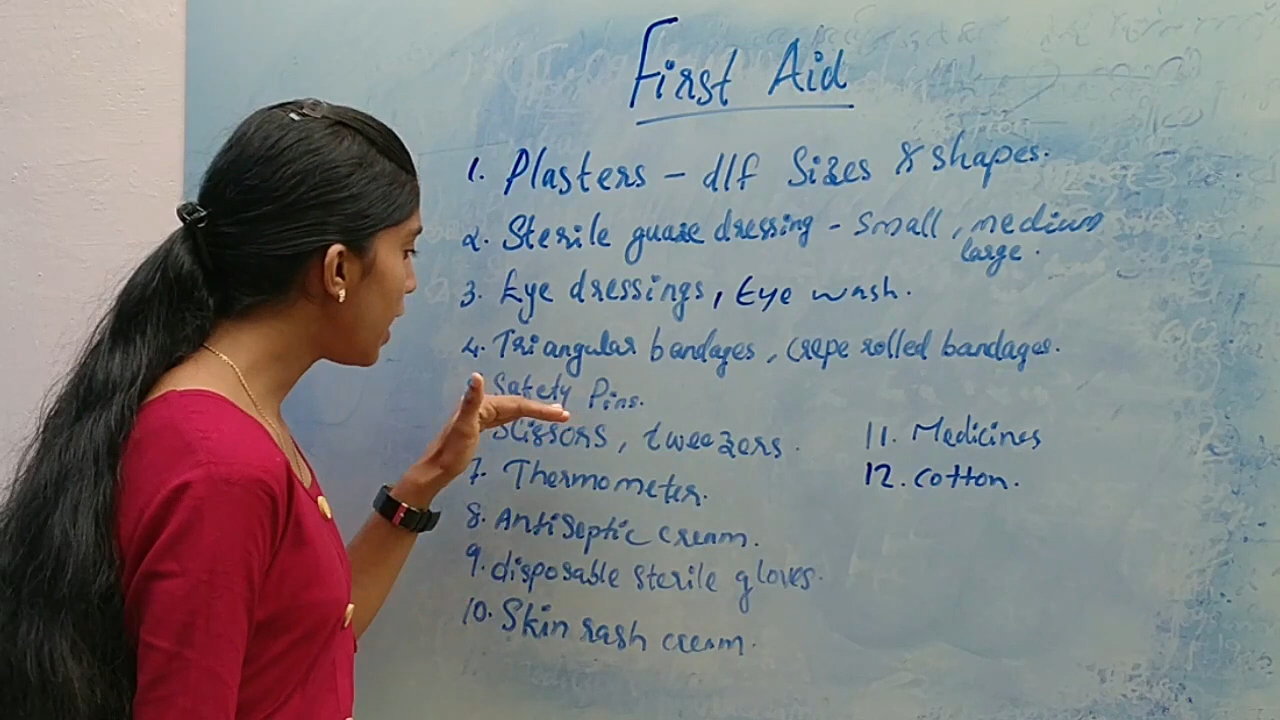 First Aid
1. Plasters - d/f Sizes & shapes.
2. Sterile guaze dressing - small, medium
large.
3. Eye dressings, Eye wash.
4. Triangular bandages, crepe rolled bandages.
Safety Pins.
Scissors, tweezers.
7. Thermometer.
8. Antiseptic cream.
9. disposable sterile gloves.
10. Skin rash cream.
11. Medicines
12. cotton.